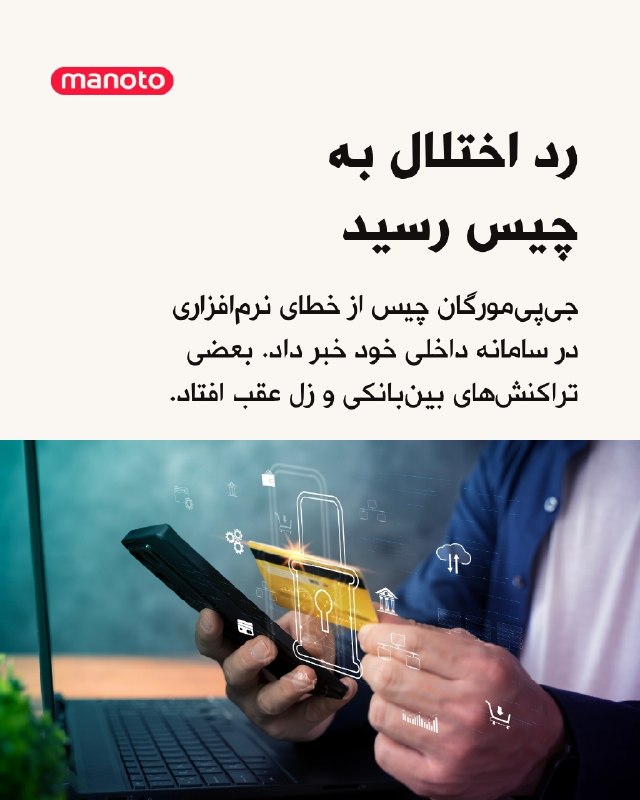 manoto
رد اختلال به
چیس رسید
جی‌پی‌مورگان چیس از خطای نرم‌افزاری
در سامانه داخلی خود خبر داد. بعضی
تراکنش‌های بین‌بانکی و زل عقب افتاد.